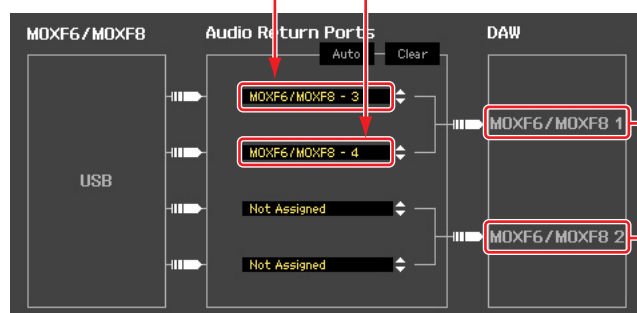 MOXF6/MOXF8 Audio Return Ports DAW
Auto Clear
MOXF6/MOXF8 - 3
MOXF6/MOXF8 1
MOXF6/MOXF8 - 4
USB
Not Assigned
MOXF6/MOXF8 2
Not Assigned